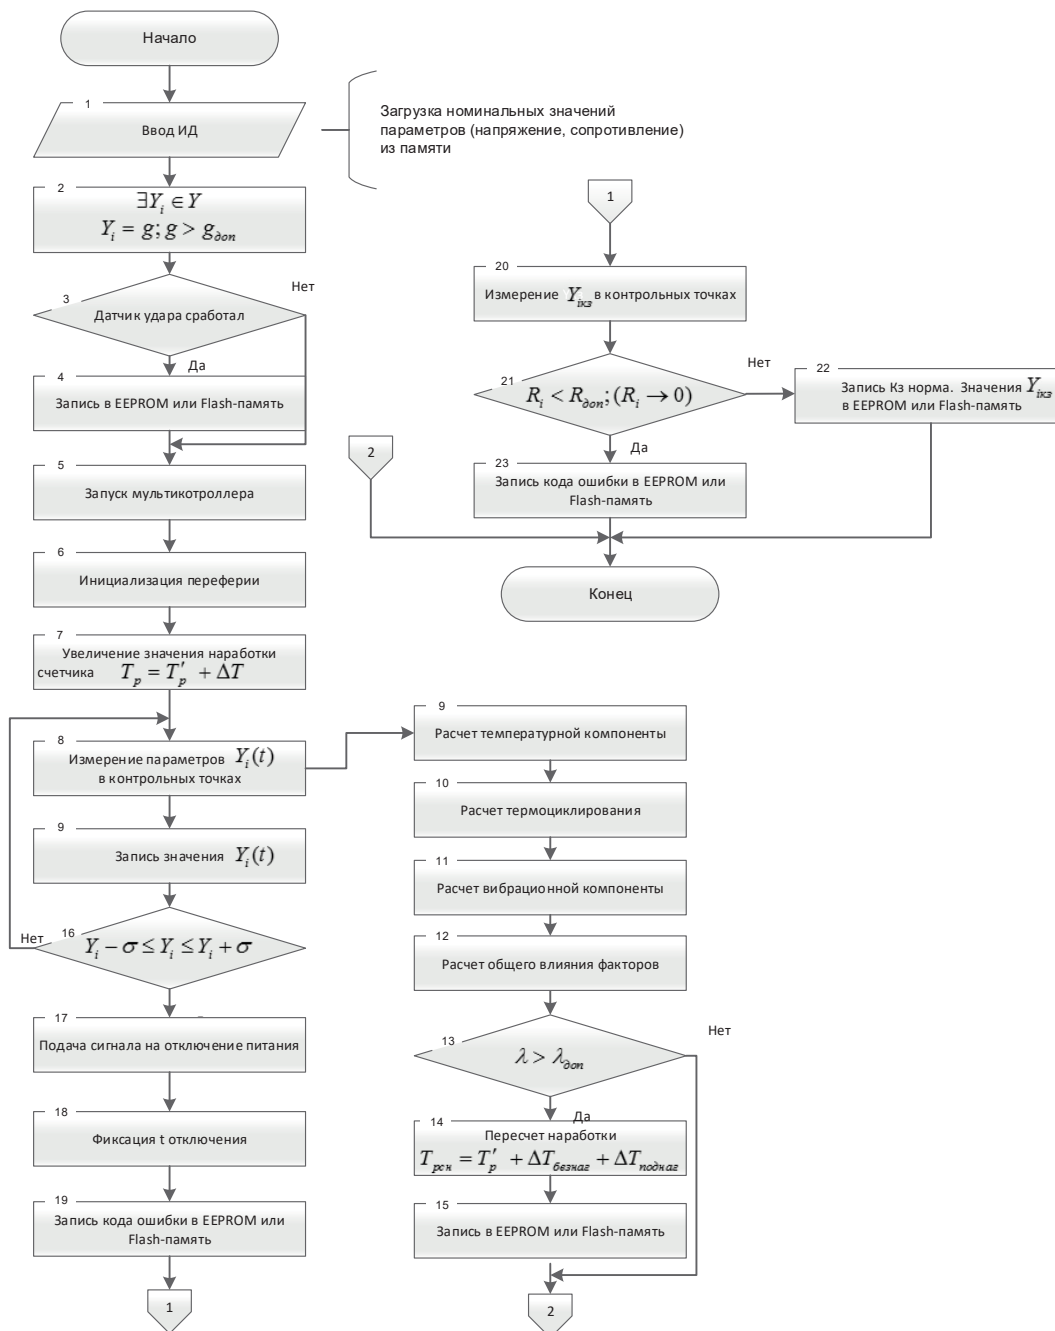 Начало
1
Ввод ИД
Загрузка номинальных значений
параметров (напряжение, сопротивление)
из памяти
2
∃Y_i ∈ Y
Y_i = g; g > g_доп
3
Датчик удара сработал
Нет
Да
4
Запись в EEPROM или Flash-память
5
Запуск мультикотроллера
6
Инициализация переферии
7
Увеличение значения наработки
счетчика T_p = T'_p + ΔT
8
Измерение параметров Y_i(t)
в контрольных точках
9
Запись значения Y_i(t)
16
Y_i − σ ≤ Y_i ≤ Y_i + σ
Нет
17
Подача сигнала на отключение питания
18
Фиксация t отключения
19
Запись кода ошибки в EEPROM или
Flash-память
1
9
Расчет температурной компоненты
10
Расчет термоциклирования
11
Расчет вибрационной компоненты
12
Расчет общего влияния факторов
13
λ > λ_доп
Нет
Да
14
Пересчет наработки
T_рсн = T'_p + ΔT_безнаг + ΔT_поднаг
15
Запись в EEPROM или Flash-память
2
1
20
Измерение Y_iкз в контрольных точках
21
R_i < R_доп; (R_i → 0)
Нет
22
Запись Кз норма. Значения Y_iкз
в EEPROM или Flash-память
Да
2
23
Запись кода ошибки в EEPROM или
Flash-память
Конец